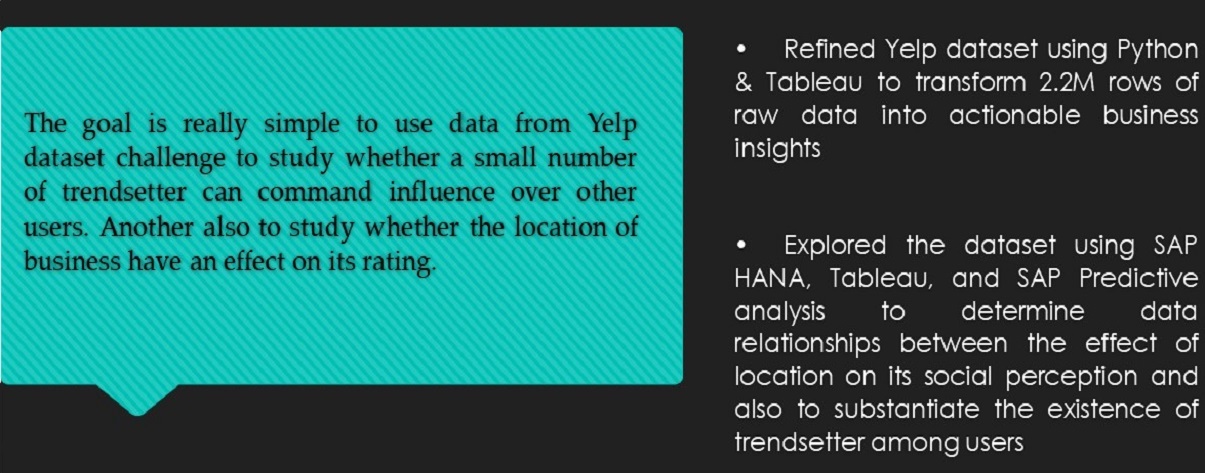 The goal is really simple to use data from Yelp
dataset challenge to study whether a small number
of trendsetter can command influence over other
users. Another also to study whether the location of
business have an effect on its rating.
• Refined Yelp dataset using Python
& Tableau to transform 2.2M rows of
raw data into actionable business
insights
• Explored the dataset using SAP
HANA, Tableau, and SAP Predictive
analysis to determine data
relationships between the effect of
location on its social perception and
also to substantiate the existence of
trendsetter among users